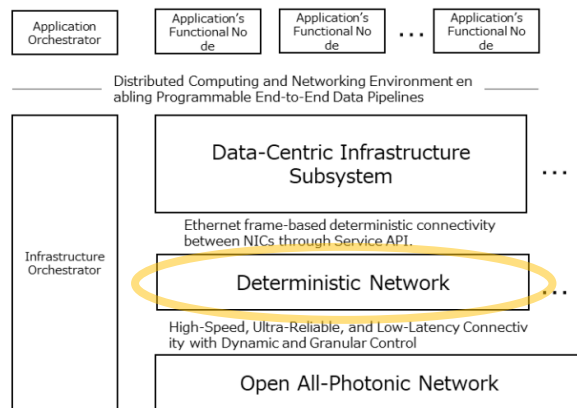 Application
Orchestrator
Application's
Functional No
de
Application's
Functional No
de
...
Application's
Functional No
de
Distributed Computing and Networking Environment en
abling Programmable End-to-End Data Pipelines
Infrastructure
Orchestrator
Data-Centric Infrastructure
Subsystem
...
Ethernet frame-based deterministic connectivity
between NICs through Service API.
Deterministic Network
...
High-Speed, Ultra-Reliable, and Low-Latency Connectiv
ity with Dynamic and Granular Control
Open All-Photonic Network